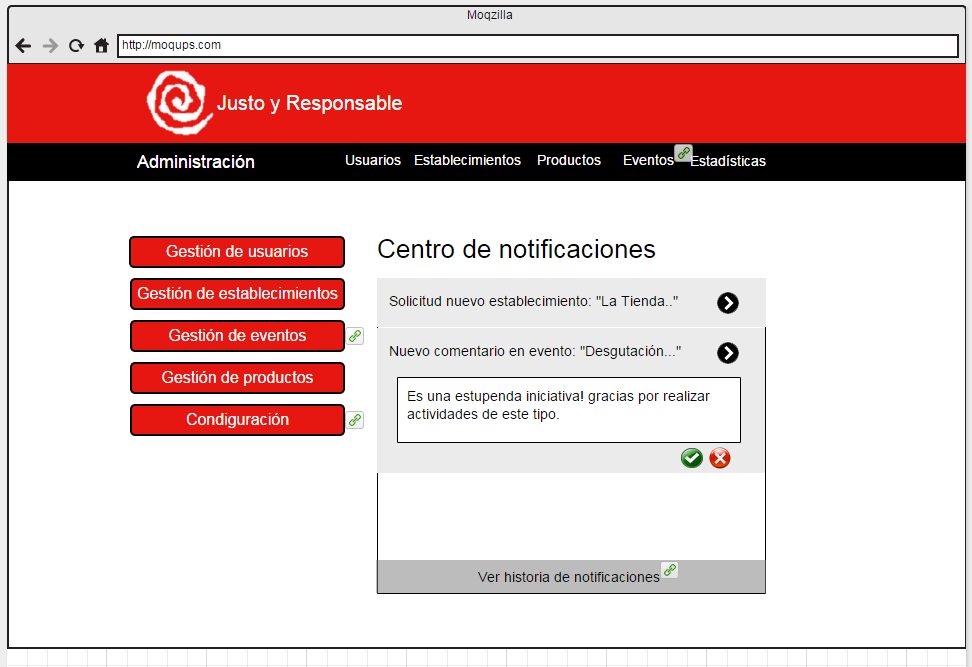 Moqzilla
http://moqups.com
Justo y Responsable
Administración
Usuarios Establecimientos Productos Eventos Estadísticas
Gestión de usuarios
Gestión de establecimientos
Gestión de eventos
Gestión de productos
Condiguración
Centro de notificaciones
Solicitud nuevo establecimiento: "La Tienda.."
Nuevo comentario en evento: "Desgutación..."
Es una estupenda iniciativa! gracias por realizar
actividades de este tipo.
Ver historia de notificaciones